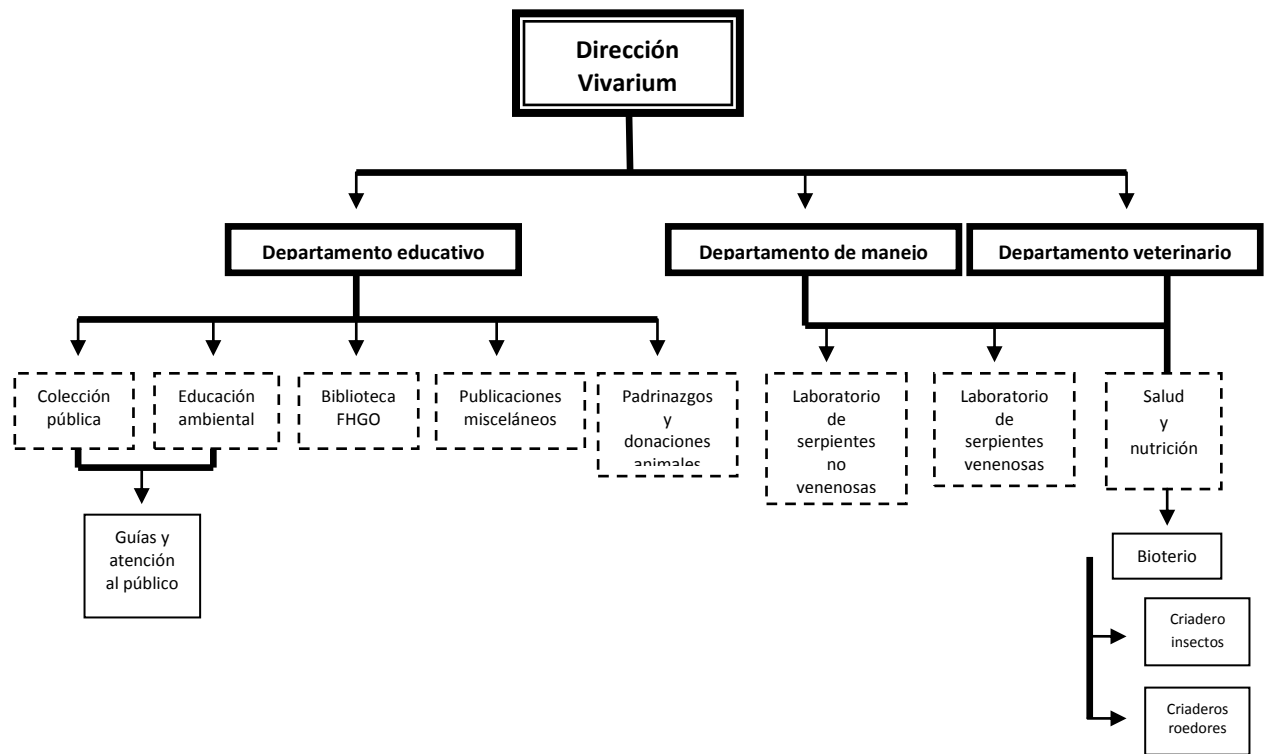 Dirección
Vivarium
Departamento educativo
Departamento de manejo
Departamento veterinario
Colección
pública
Educación
ambiental
Biblioteca
FHGO
Publicaciones
misceláneos
Padrinazgos
y
donaciones
animales
Laboratorio
de
serpientes
no
venenosas
Laboratorio
de
serpientes
venenosas
Salud
y
nutrición
Guías y
atención
al público
Bioterio
Criadero
insectos
Criaderos
roedores